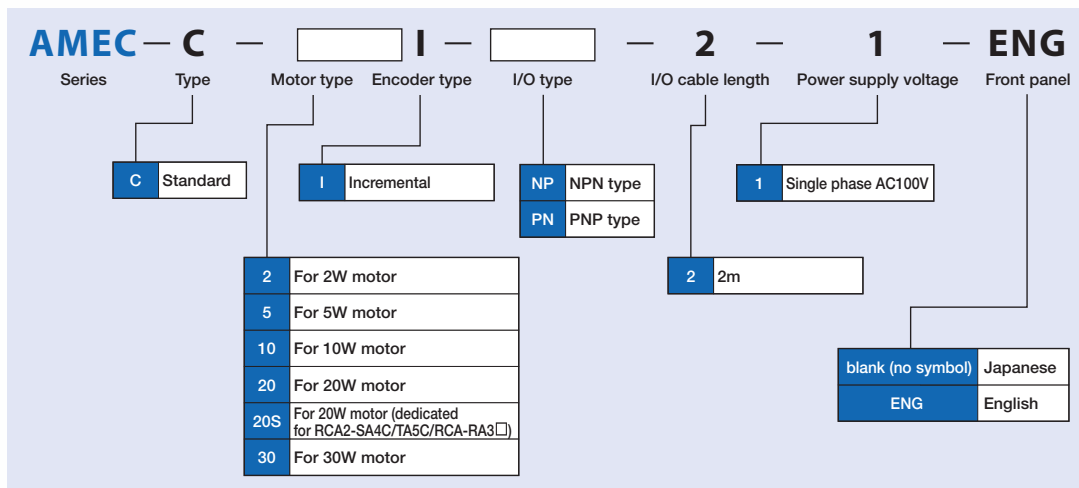 AMEC — C — I — — 2 — 1 — ENG
Series Type Motor type Encoder type I/O type I/O cable length Power supply voltage Front panel
C Standard
I Incremental
NP NPN type
PN PNP type
1 Single phase AC100V
2 For 2W motor
5 For 5W motor
10 For 10W motor
20 For 20W motor
20S For 20W motor (dedicated
for RCA2-SA4C/TA5C/RCA-RA3□)
30 For 30W motor
2 2m
blank (no symbol) Japanese
ENG English